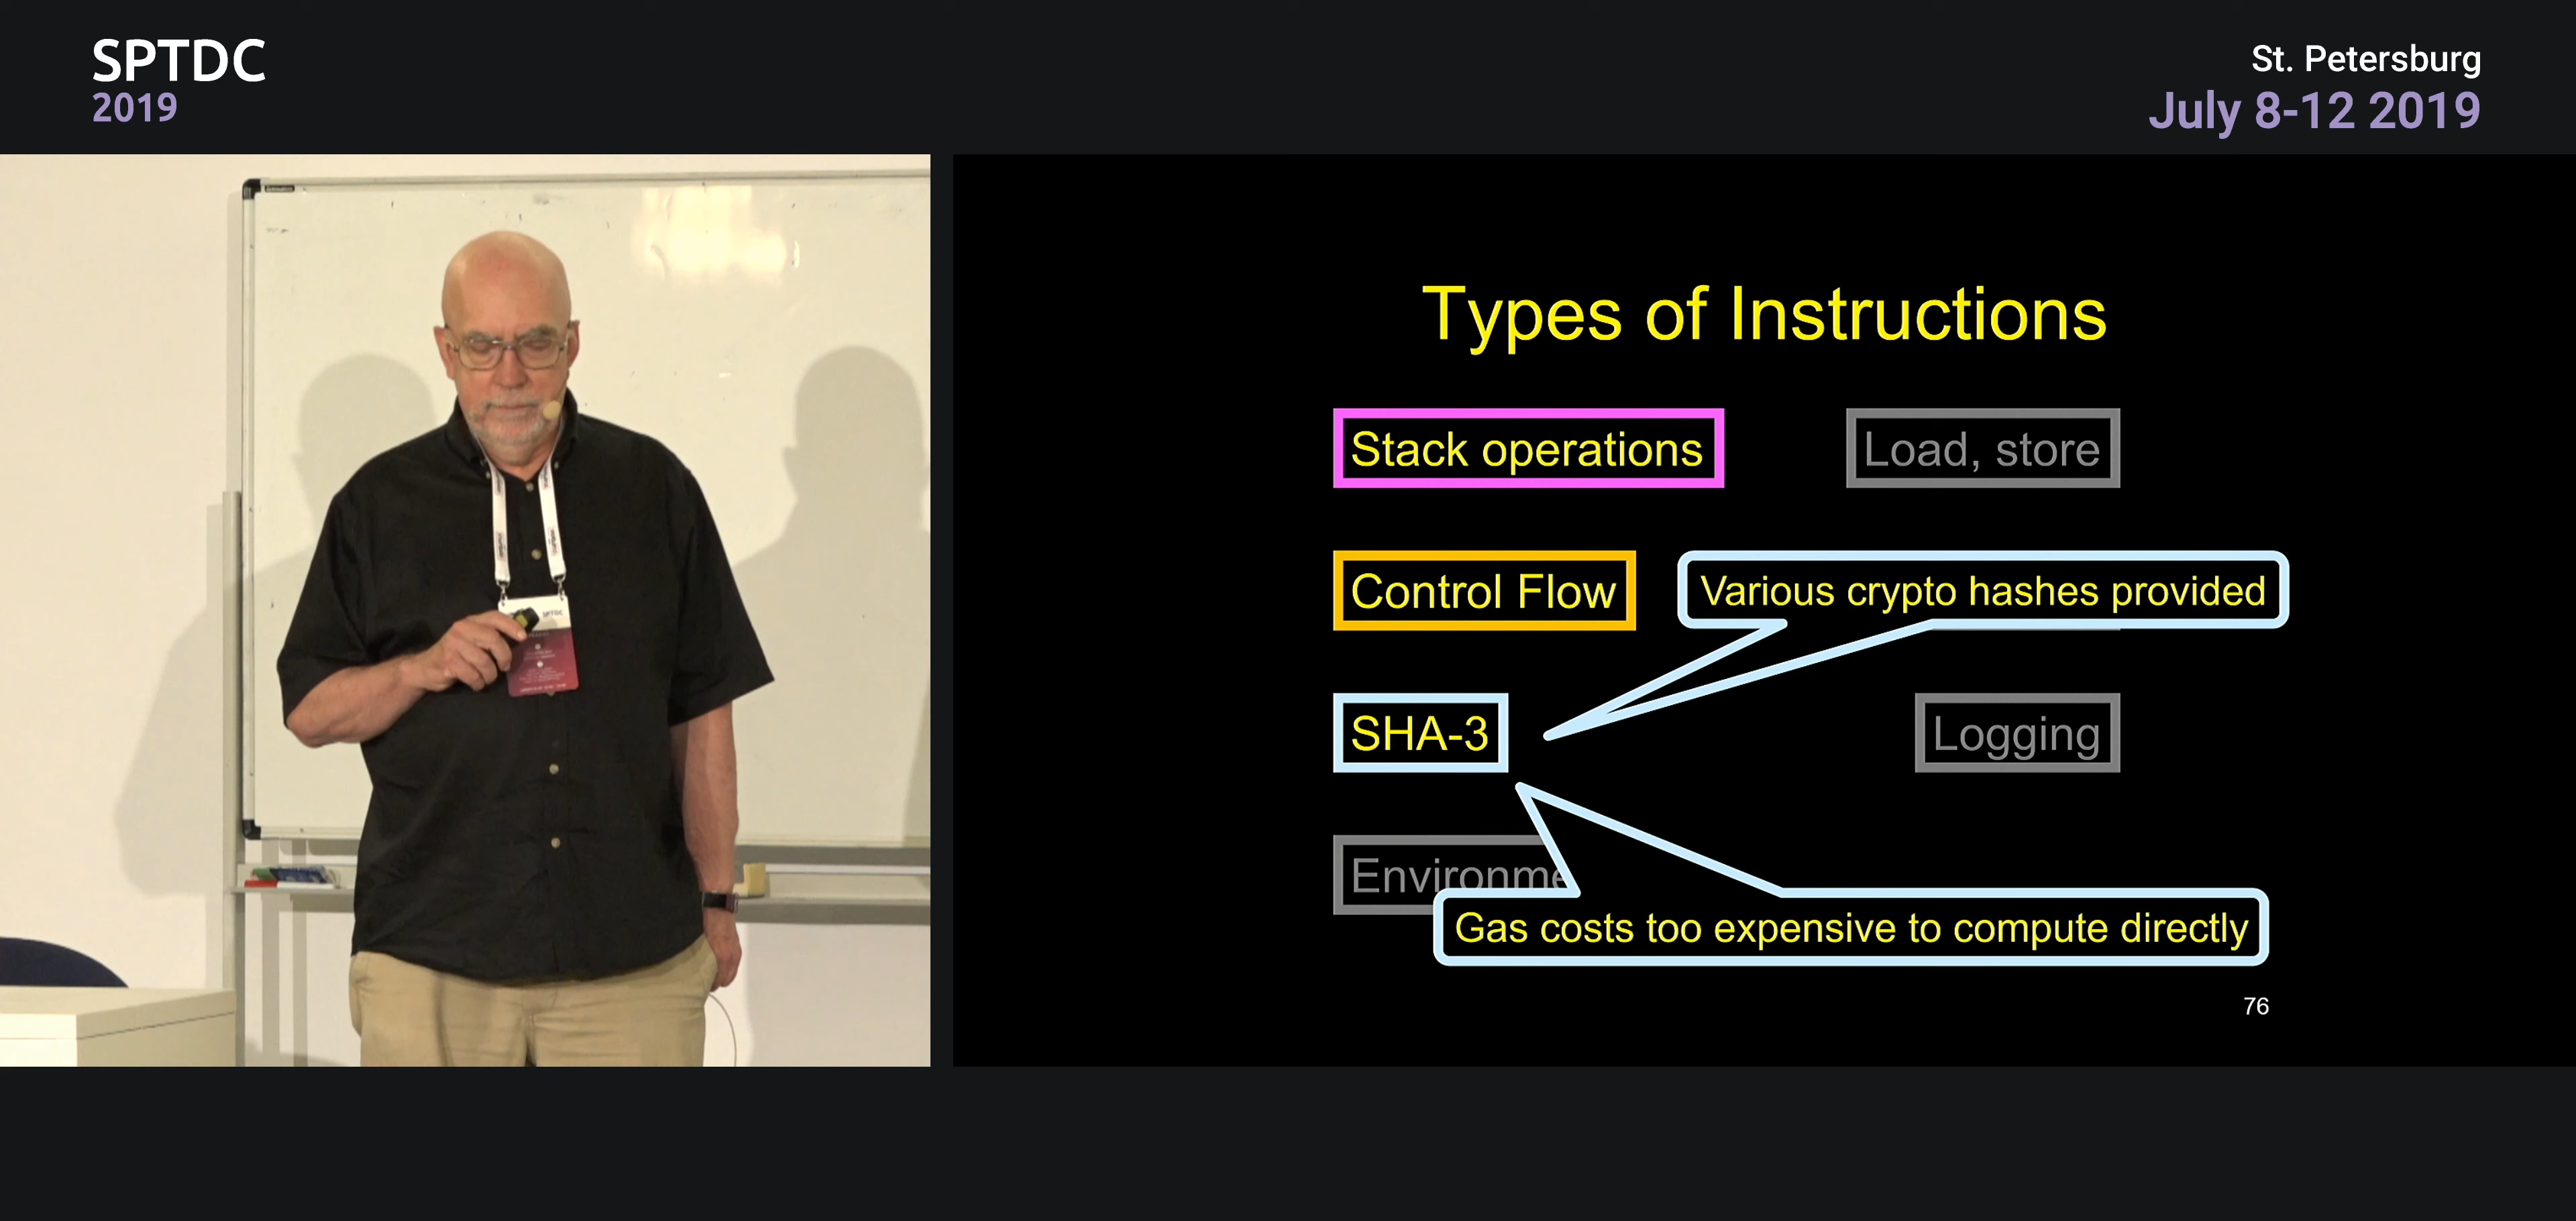 SPTDC
2019
St. Petersburg
July 8-12 2019
Types of Instructions
Stack operations
Load, store
Control Flow
Various crypto hashes provided
SHA-3
Logging
Gas costs too expensive to compute directly
76